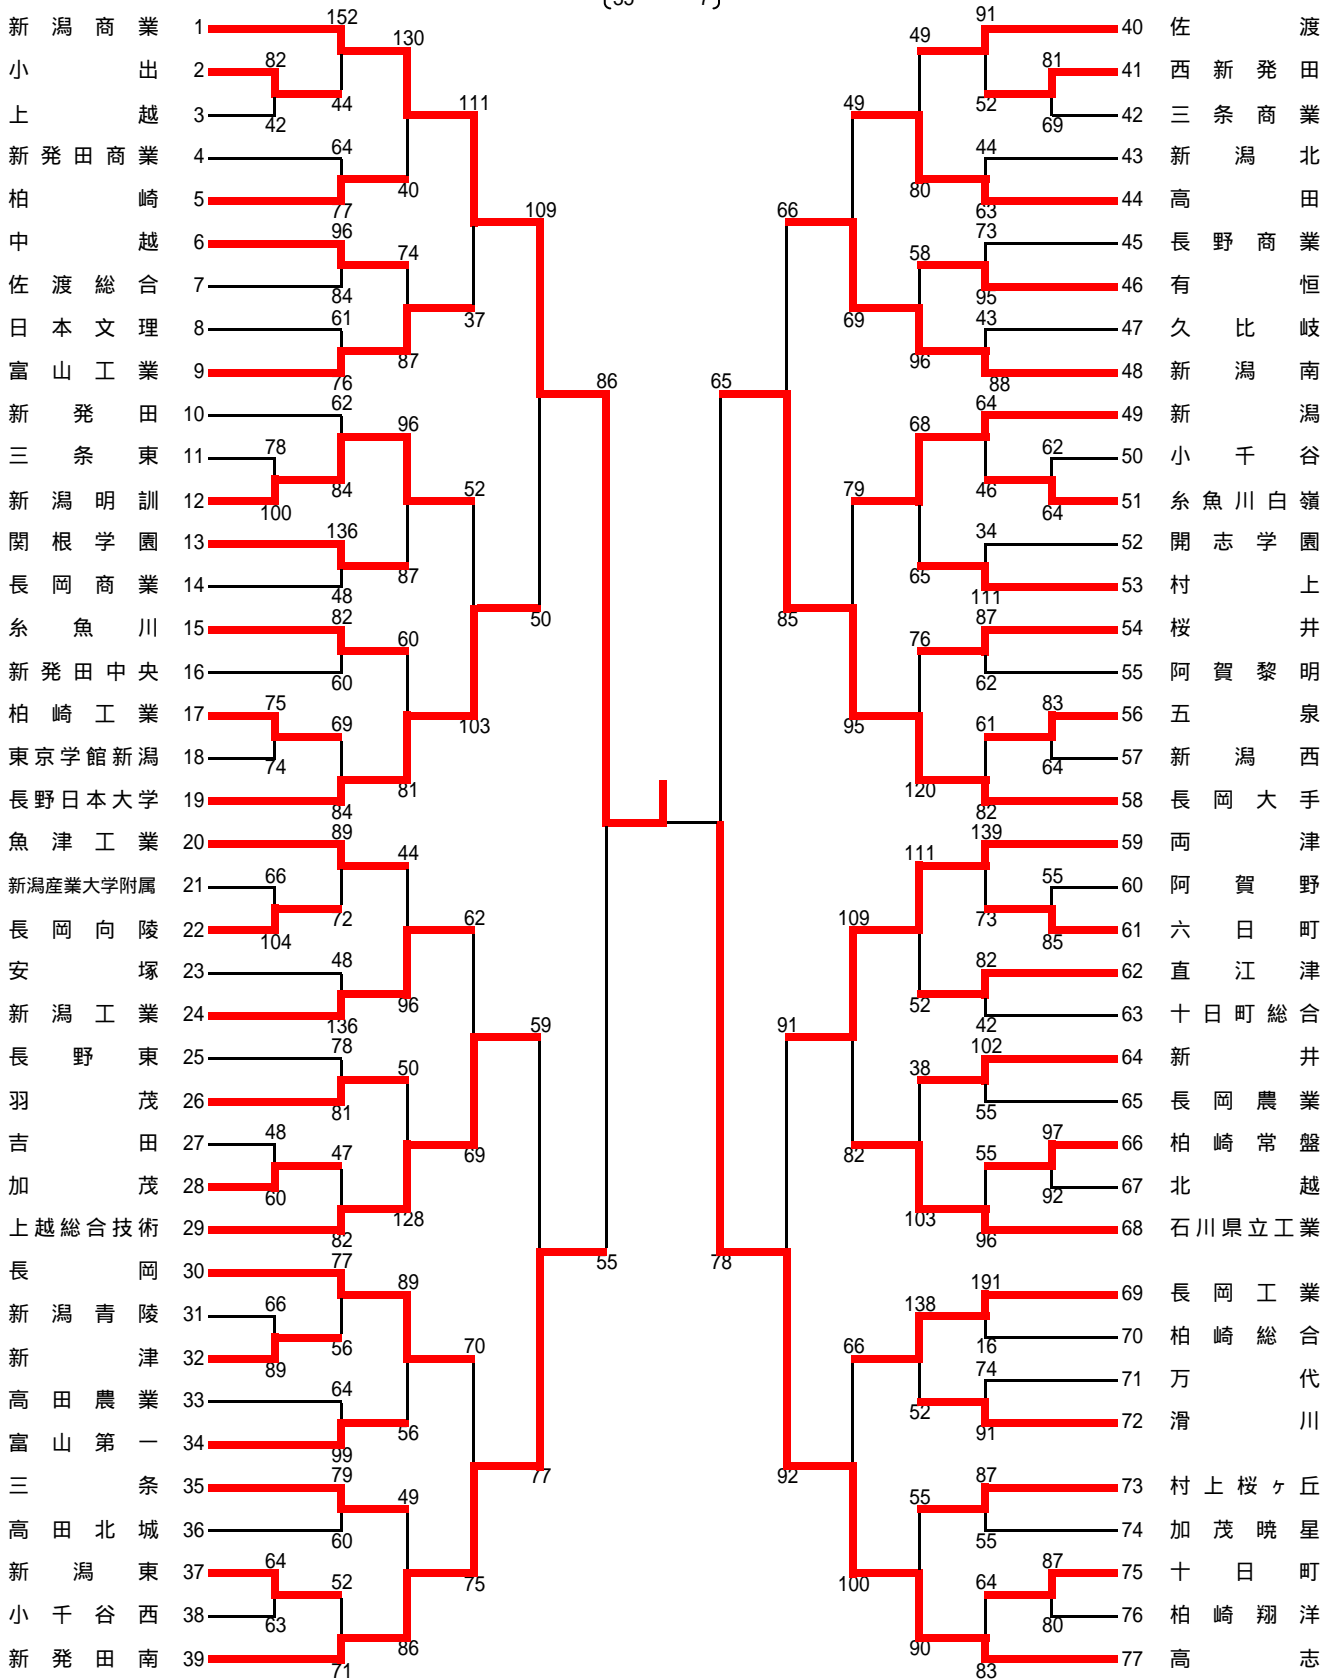 (35 7)
新潟商業 1 152 130 49 91 40 佐渡
小出 2 82 44 111 49 52 81 41 西新発田
上越 3 42 69 42 三条商業
新発田商業 4 64 44 43 新潟北
柏崎 5 77 40 109 66 80 63 44 高田
中越 6 96 74 58 73 45 長野商業
佐渡総合 7 84 95 46 有恒
日本文理 8 61 37 69 43 47 久比岐
富山工業 9 76 87 86 65 96 88 48 新潟南
新発田 10 62 96 68 64 49 新潟
三条東 11 78 84 52 79 46 62 50 小千谷
新潟明訓 12 100 64 51 糸魚川白嶺
関根学園 13 136 34 52 開志学園
長岡商業 14 48 87 65 111 53 村上
糸魚川 15 82 60 50 85 76 87 54 桜井
新発田中央 16 60 62 55 阿賀黎明
柏崎工業 17 75 69 103 95 61 83 56 五泉
東京学館新潟 18 74 64 57 新潟西
長野日本大学 19 84 81 120 82 58 長岡大手
魚津工業 20 89 44 111 139 59 両津
新潟産業大学附属 21 66 72 62 109 73 55 60 阿賀野
長岡向陵 22 104 85 61 六日町
安塚 23 48 82 62 直江津
新潟工業 24 136 96 59 91 52 42 63 十日町総合
長野東 25 78 50 38 102 64 新井
羽茂 26 81 55 65 長岡農業
吉田 27 48 47 69 82 55 97 66 柏崎常盤
加茂 28 60 92 67 北越
上越総合技術 29 82 128 55 78 103 96 68 石川県立工業
長岡 30 77 89 138 191 69 長岡工業
新潟青陵 31 66 56 70 66 16 70 柏崎総合
新津 32 89 74 71 万代
高田農業 33 64 52 91 72 滑川
富山第一 34 99 56
三条 35 79 49 77 92 55 87 73 村上桜ヶ丘
高田北城 36 60 55 74 加茂暁星
新潟東 37 64 52 75 100 64 87 75 十日町
小千谷西 38 63 80 76 柏崎翔洋
新発田南 39 71 86 90 83 77 高志